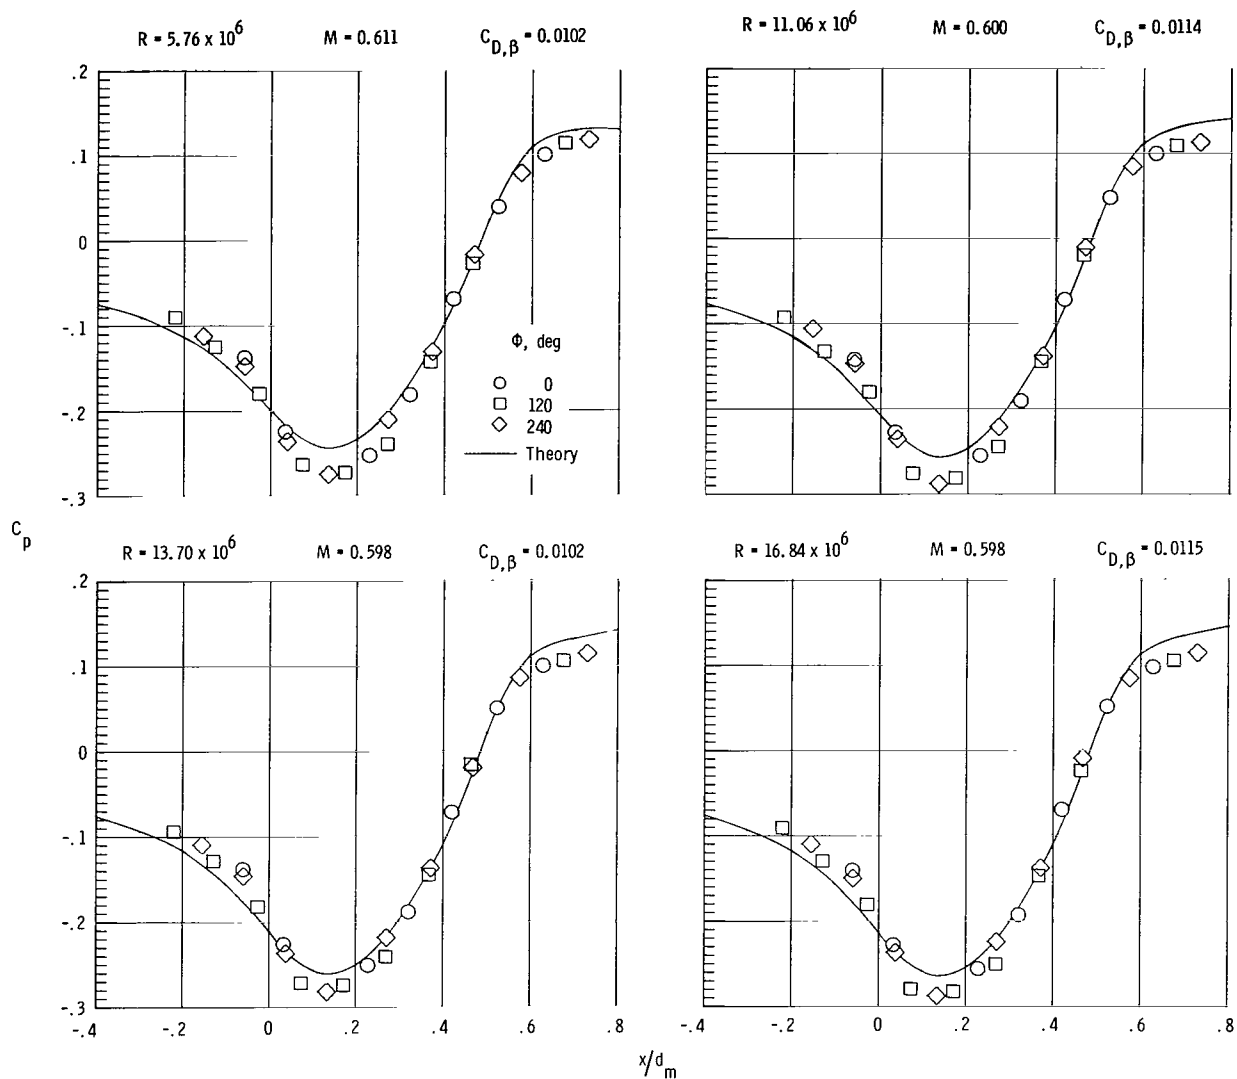 R = 5.76 x 10^6 M = 0.611 C_D,β = 0.0102
R = 11.06 x 10^6 M = 0.600 C_D,β = 0.0114
.2
.1
0
-.1
-.2
-.3
Φ, deg
0
120
240
Theory
C_p
R = 13.70 x 10^6 M = 0.598 C_D,β = 0.0102
R = 16.84 x 10^6 M = 0.598 C_D,β = 0.0115
.2
.1
0
-.1
-.2
-.3
-.4 -.2 0 .2 .4 .6 .8
-.4 -.2 0 .2 .4 .6 .8
x/d_m